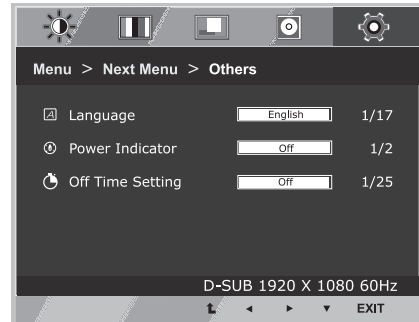 Menu > Next Menu > Others
A Language English 1/17
Power Indicator Off 1/2
Off Time Setting Off 1/25
D-SUB 1920 X 1080 60Hz
EXIT